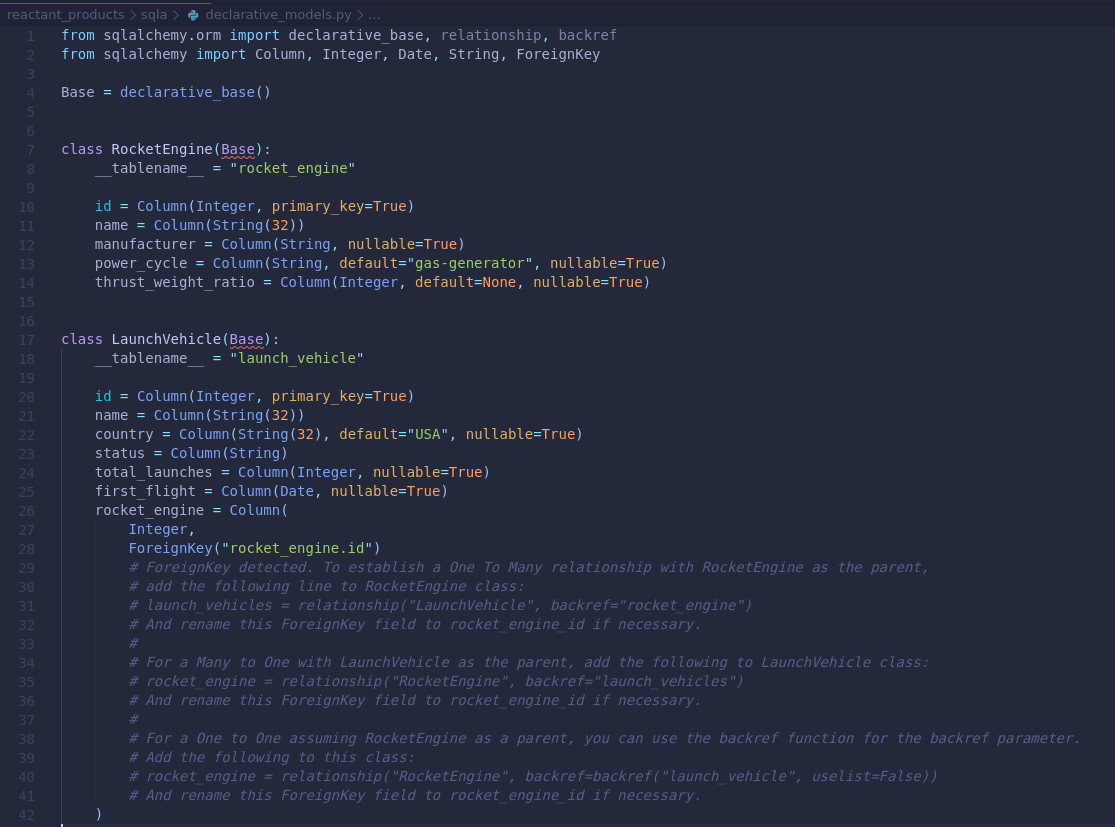 reactant_products > sqla > declarative_models.py > ...
1 from sqlalchemy.orm import declarative_base, relationship, backref
2 from sqlalchemy import Column, Integer, Date, String, ForeignKey
3
4 Base = declarative_base()
5
6
7 class RocketEngine(Base):
8     __tablename__ = "rocket_engine"
9
10     id = Column(Integer, primary_key=True)
11     name = Column(String(32))
12     manufacturer = Column(String, nullable=True)
13     power_cycle = Column(String, default="gas-generator", nullable=True)
14     thrust_weight_ratio = Column(Integer, default=None, nullable=True)
15
16
17 class LaunchVehicle(Base):
18     __tablename__ = "launch_vehicle"
19
20     id = Column(Integer, primary_key=True)
21     name = Column(String(32))
22     country = Column(String(32), default="USA", nullable=True)
23     status = Column(String)
24     total_launches = Column(Integer, nullable=True)
25     first_flight = Column(Date, nullable=True)
26     rocket_engine = Column(
27         Integer,
28         ForeignKey("rocket_engine.id")
29         # ForeignKey detected. To establish a One To Many relationship with RocketEngine as the parent,
30         # add the following line to RocketEngine class:
31         # launch_vehicles = relationship("LaunchVehicle", backref="rocket_engine")
32         # And rename this ForeignKey field to rocket_engine_id if necessary.
33         #
34         # For a Many to One with LaunchVehicle as the parent, add the following to LaunchVehicle class:
35         # rocket_engine = relationship("RocketEngine", backref="launch_vehicles")
36         # And rename this ForeignKey field to rocket_engine_id if necessary.
37         #
38         # For a One to One assuming RocketEngine as a parent, you can use the backref function for the backref parameter.
39         # Add the following to this class:
40         # rocket_engine = relationship("RocketEngine", backref=backref("launch_vehicle", uselist=False))
41         # And rename this ForeignKey field to rocket_engine_id if necessary.
42     )